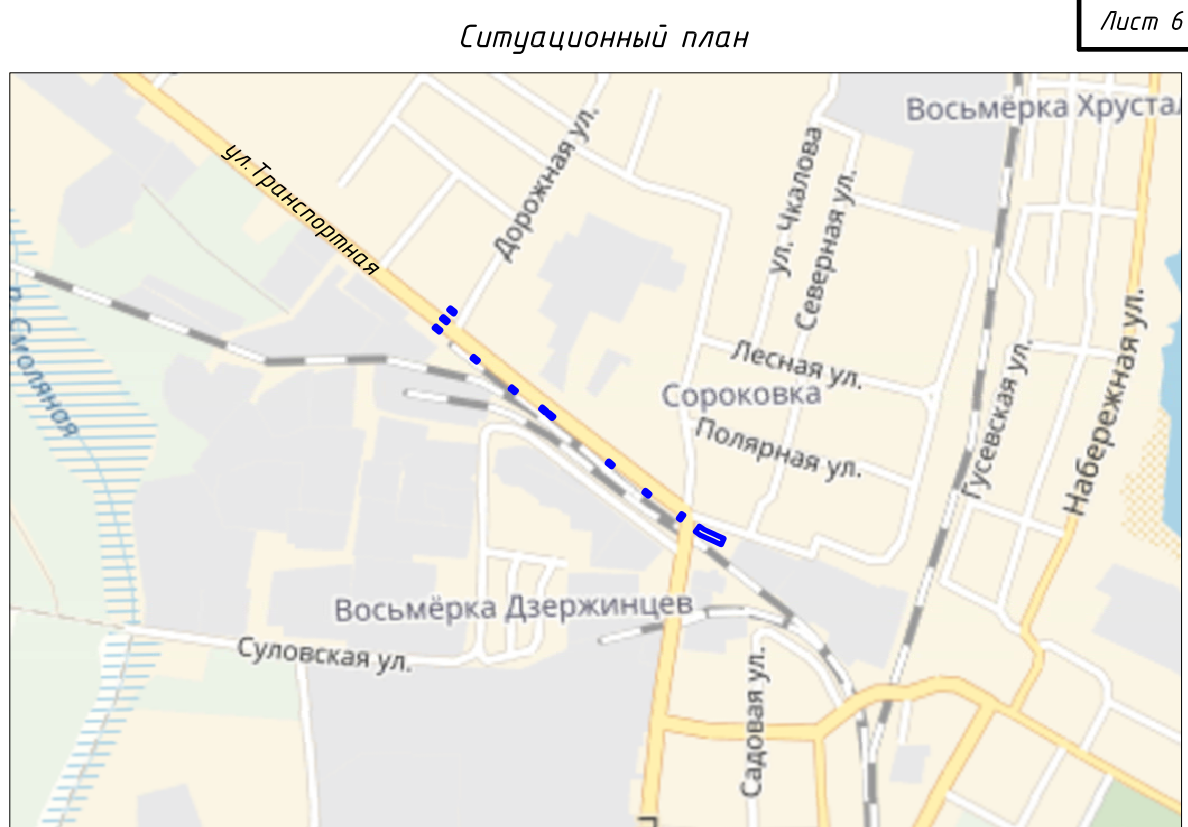 Лист 6
Ситуационный план
Восьмёрка Хруста
ул.Транспортная
Дорожная ул.
ул. Чкалова
Северная ул.
р. Смоляная
Лесная ул.
Сороковка
Полярная ул.
Гусевская ул.
Набережная ул.
Восьмёрка Дзержинцев
Суловская ул.
Садовая ул.